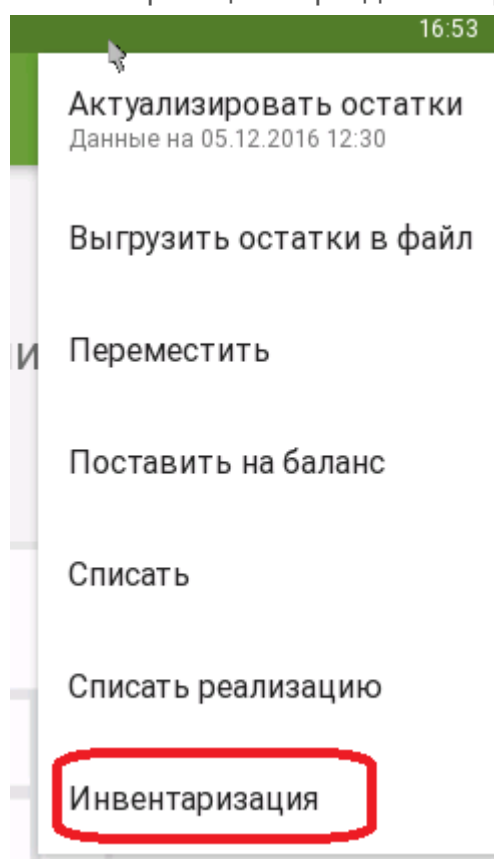 16:53
Актуализировать остатки
Данные на 05.12.2016 12:30
Выгрузить остатки в файл
и Переместить
Поставить на баланс
Списать
Списать реализацию
Инвентаризация